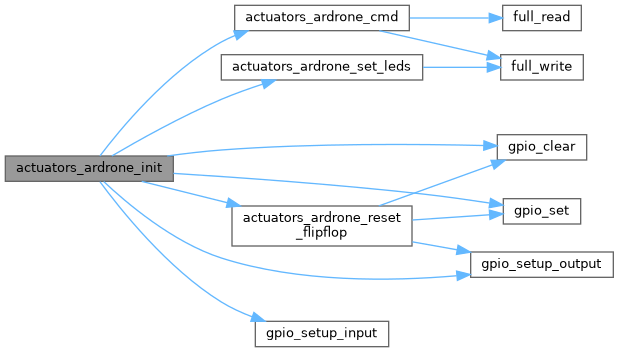 actuators_ardrone_init
actuators_ardrone_cmd
actuators_ardrone_set_leds
actuators_ardrone_reset
_flipflop
gpio_setup_input
full_read
full_write
gpio_clear
gpio_set
gpio_setup_output